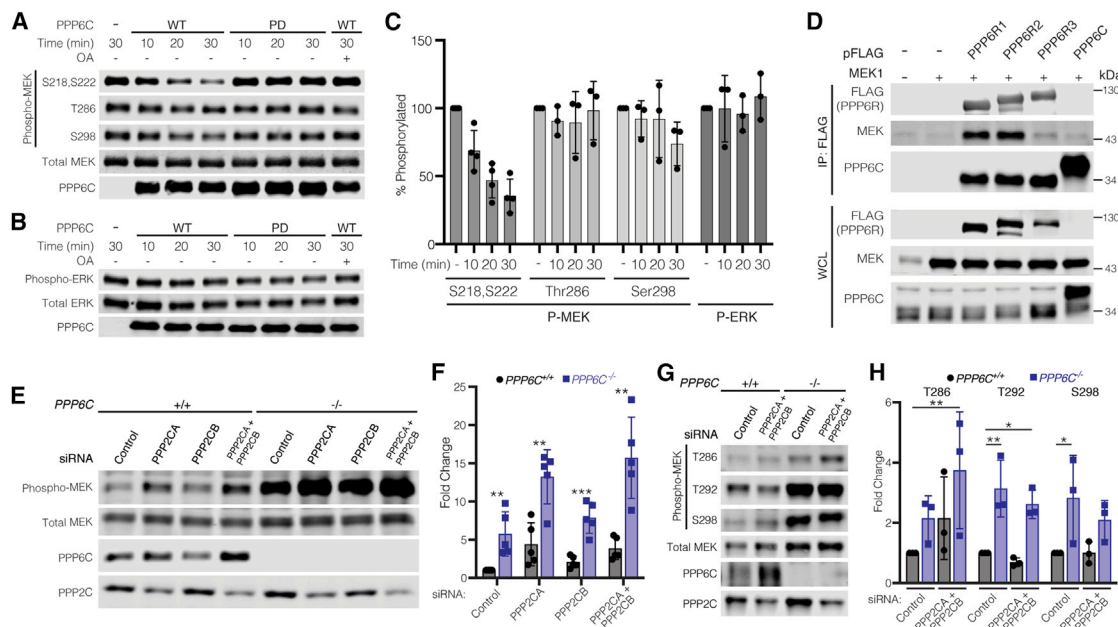 A
PPP6C - WT PD WT
Time (min) 30 10 20 30 10 20 30 30
OA - - - - - - - +
Phospho-MEK
S218,S222
T286
S298
Total MEK
PPP6C
B
PPP6C - WT PD WT
Time (min) 30 10 20 30 10 20 30 30
OA - - - - - - - +
Phospho-ERK
Total ERK
PPP6C
C
% Phosphorylated
150
100
50
0
Time (min) - 10 20 30 - 10 20 30 - 10 20 30 - 10 20 30
S218,S222 Thr286 Ser298
P-MEK P-ERK
D
pFLAG - - PPP6R1 PPP6R2 PPP6R3 PPP6C
MEK1 - + + + + + kDa
IP: FLAG
FLAG (PPP6R) 130
MEK 43
PPP6C 34
WCL
FLAG (PPP6R) 130
MEK 43
PPP6C 34
E
PPP6C +/+ -/-
siRNA Control PPP2CA PPP2CB PPP2CA + PPP2CB Control PPP2CA PPP2CB PPP2CA + PPP2CB
Phospho-MEK
Total MEK
PPP6C
PPP2C
F
PPP6C+/+ PPP6C-/-
Fold Change
25
20
15
10
5
0
** ** *** **
siRNA: Control PPP2CA PPP2CB PPP2CA + PPP2CB
G
PPP6C +/+ -/-
siRNA Control PPP2CA + PPP2CB Control PPP2CA + PPP2CB
Phospho-MEK
T286
T292
S298
Total MEK
PPP6C
PPP2C
H
PPP6C+/+ PPP6C-/-
T286 T292 S298
Fold Change
6
4
2
0
** ** * *
siRNA: Control PPP2CA + PPP2CB Control PPP2CA + PPP2CB Control PPP2CA + PPP2CB